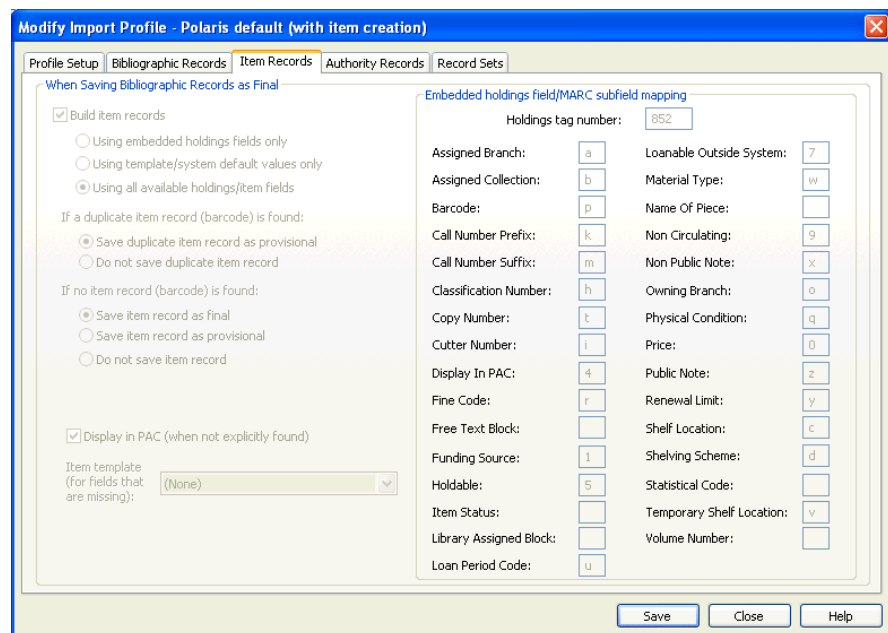 Modify Import Profile - Polaris default (with item creation)
Profile Setup Bibliographic Records Item Records Authority Records Record Sets
When Saving Bibliographic Records as Final
Build item records
Using embedded holdings fields only
Using template/system default values only
Using all available holdings/item fields
If a duplicate item record (barcode) is found:
Save duplicate item record as provisional
Do not save duplicate item record
If no item record (barcode) is found:
Save item record as final
Save item record as provisional
Do not save item record
Display in PAC (when not explicitly found)
Item template
(for fields that
are missing):
(None)
Embedded holdings field/MARC subfield mapping
Holdings tag number: 852
Assigned Branch: a Loanable Outside System: 7
Assigned Collection: b Material Type: w
Barcode: p Name Of Piece:
Call Number Prefix: k Non Circulating: 9
Call Number Suffix: m Non Public Note: x
Classification Number: h Owning Branch: o
Copy Number: t Physical Condition: q
Cutter Number: i Price: 0
Display In PAC: 4 Public Note: z
Fine Code: r Renewal Limit: y
Free Text Block: Shelf Location: c
Funding Source: 1 Shelving Scheme: d
Holdable: 5 Statistical Code:
Item Status: Temporary Shelf Location: v
Library Assigned Block: Volume Number:
Loan Period Code: u
Save Close Help